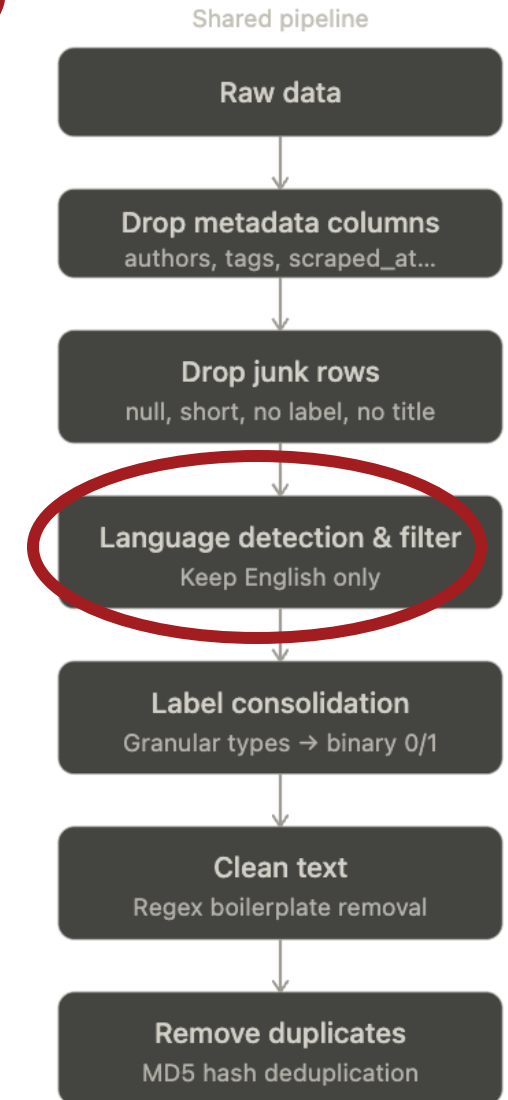 Shared pipeline
Raw data
Drop metadata columns
authors, tags, scraped_at...
Drop junk rows
null, short, no label, no title
Language detection & filter
Keep English only
Label consolidation
Granular types → binary 0/1
Clean text
Regex boilerplate removal
Remove duplicates
MD5 hash deduplication